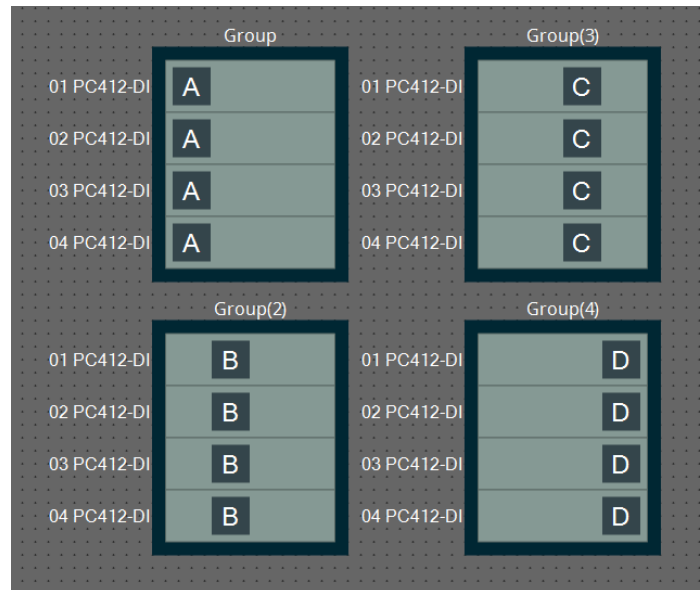 Group
01 PC412-DI A
02 PC412-DI A
03 PC412-DI A
04 PC412-DI A
Group(3)
01 PC412-DI C
02 PC412-DI C
03 PC412-DI C
04 PC412-DI C
Group(2)
01 PC412-DI B
02 PC412-DI B
03 PC412-DI B
04 PC412-DI B
Group(4)
01 PC412-DI D
02 PC412-DI D
03 PC412-DI D
04 PC412-DI D